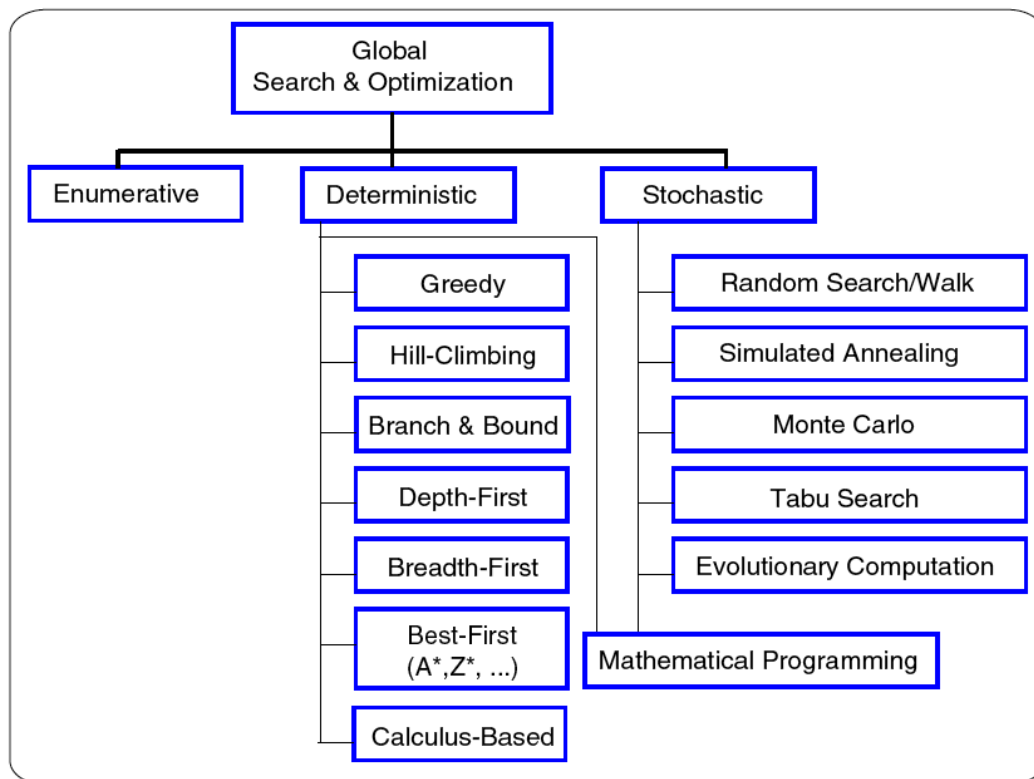 Global
Search & Optimization
Enumerative
Deterministic
Stochastic
Greedy
Hill-Climbing
Branch & Bound
Depth-First
Breadth-First
Best-First
(A*,Z*, ...)
Calculus-Based
Random Search/Walk
Simulated Annealing
Monte Carlo
Tabu Search
Evolutionary Computation
Mathematical Programming